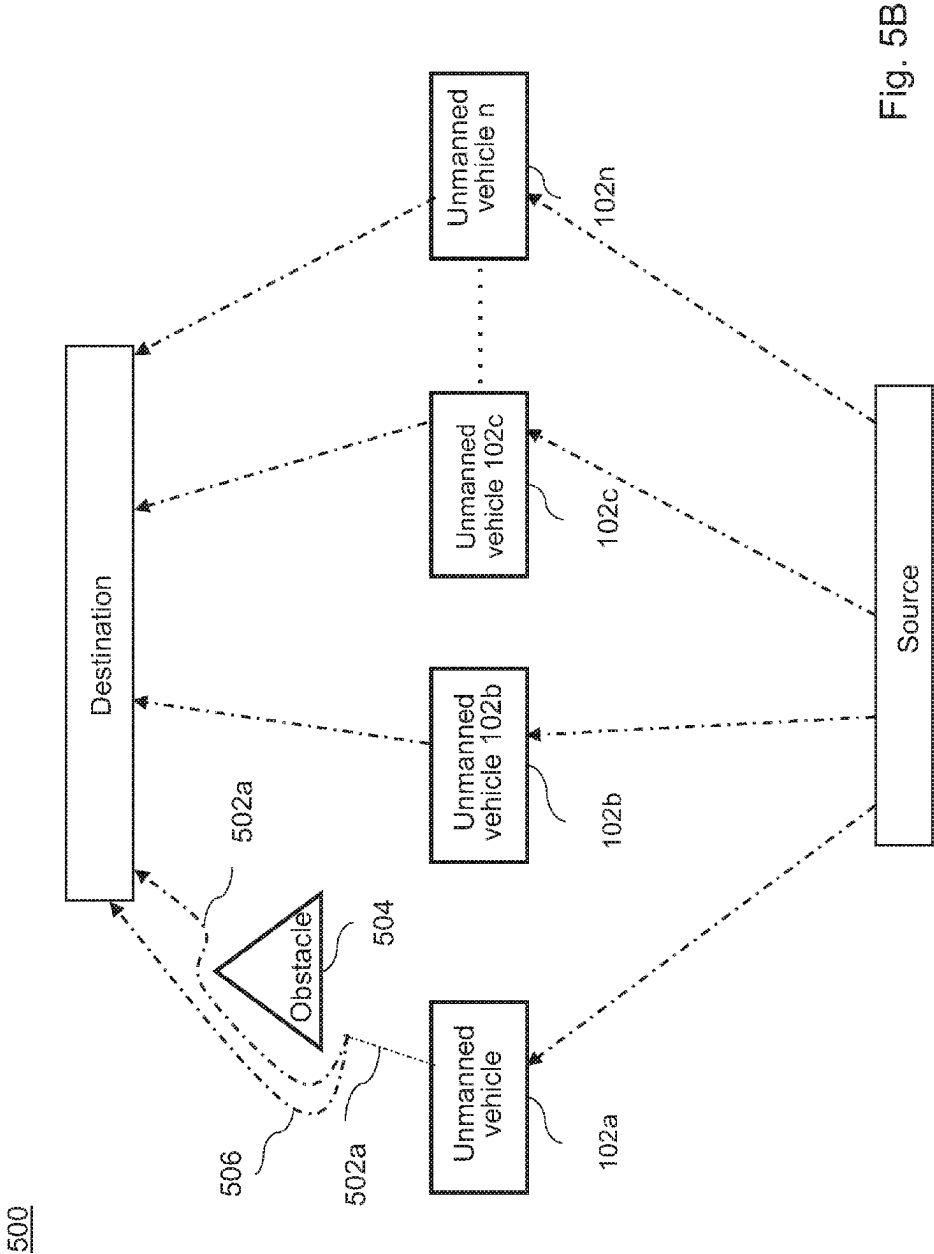 500
Destination
502a
506
Obstacle
504
502a
Unmanned
vehicle
102a
Unmanned
vehicle 102b
102b
Unmanned
vehicle 102c
102c
Unmanned
vehicle n
102n
Source
Fig. 5B